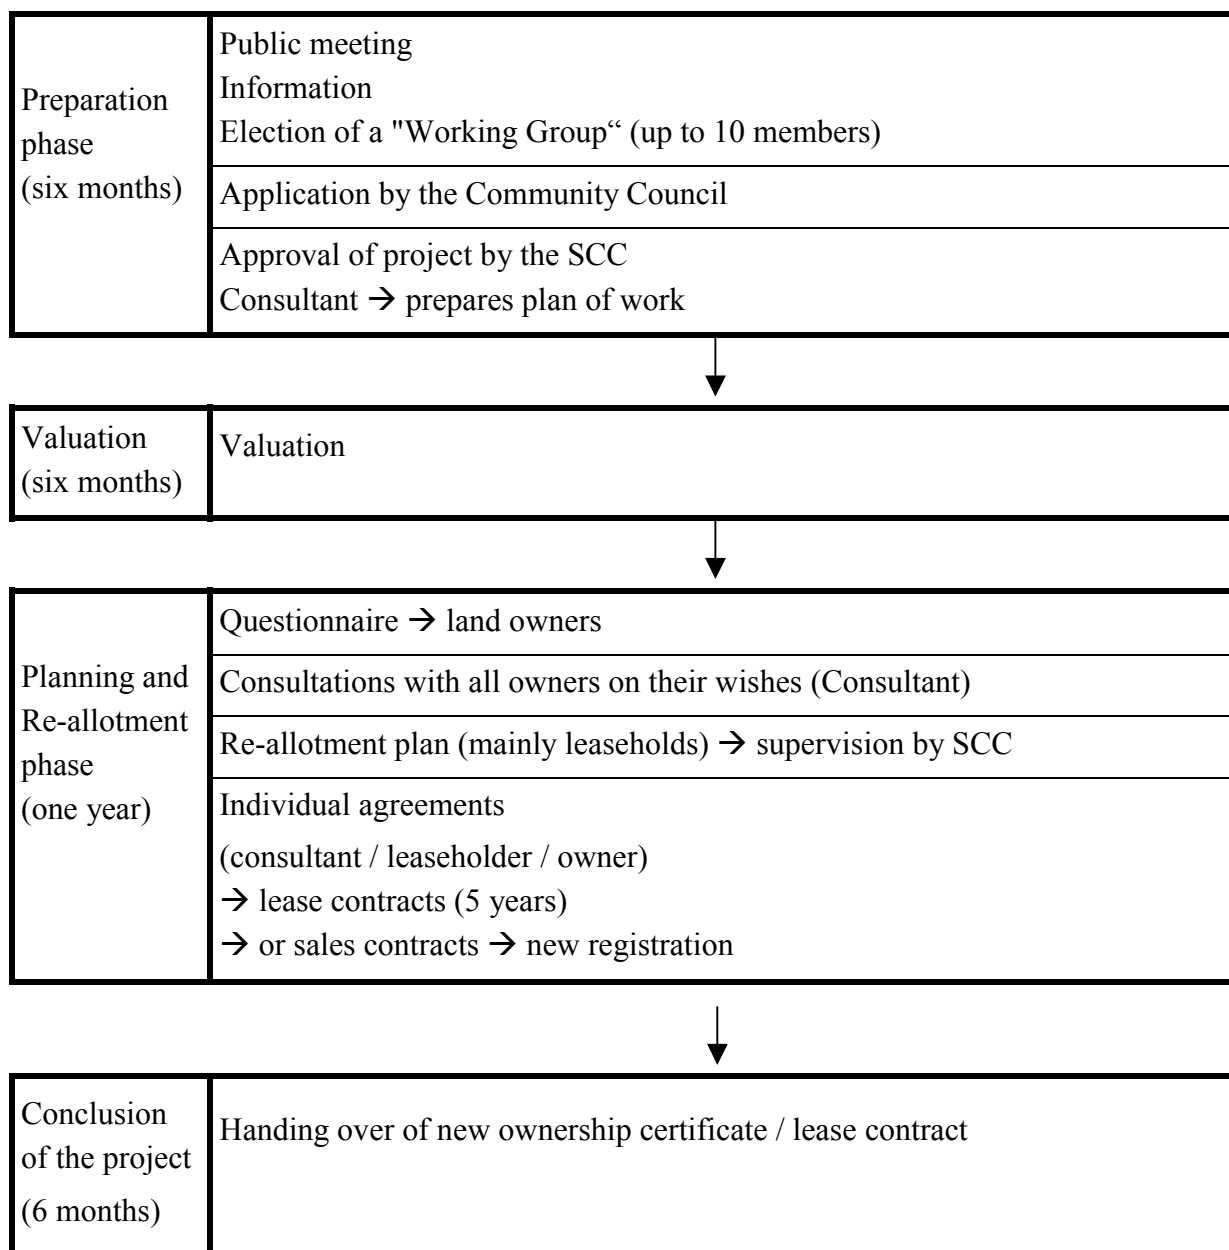 Preparation
phase
(six months)
Public meeting
Information
Election of a "Working Group“ (up to 10 members)
Application by the Community Council
Approval of project by the SCC
Consultant → prepares plan of work
Valuation
(six months)
Valuation
Planning and
Re-allotment
phase
(one year)
Questionnaire → land owners
Consultations with all owners on their wishes (Consultant)
Re-allotment plan (mainly leaseholds) → supervision by SCC
Individual agreements
(consultant / leaseholder / owner)
→ lease contracts (5 years)
→ or sales contracts → new registration
Conclusion
of the project
(6 months)
Handing over of new ownership certificate / lease contract